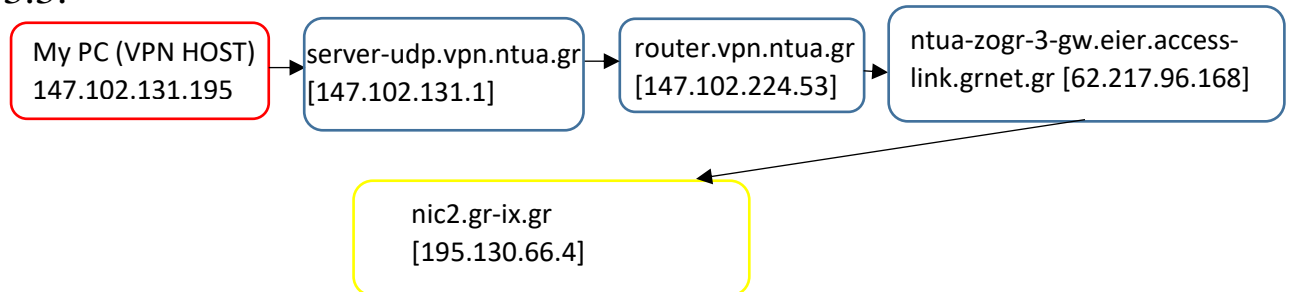 My PC (VPN HOST)
147.102.131.195
server-udp.vpn.ntua.gr
[147.102.131.1]
router.vpn.ntua.gr
[147.102.224.53]
ntua-zogr-3-gw.eier.access-
link.grnet.gr [62.217.96.168]
nic2.gr-ix.gr
[195.130.66.4]